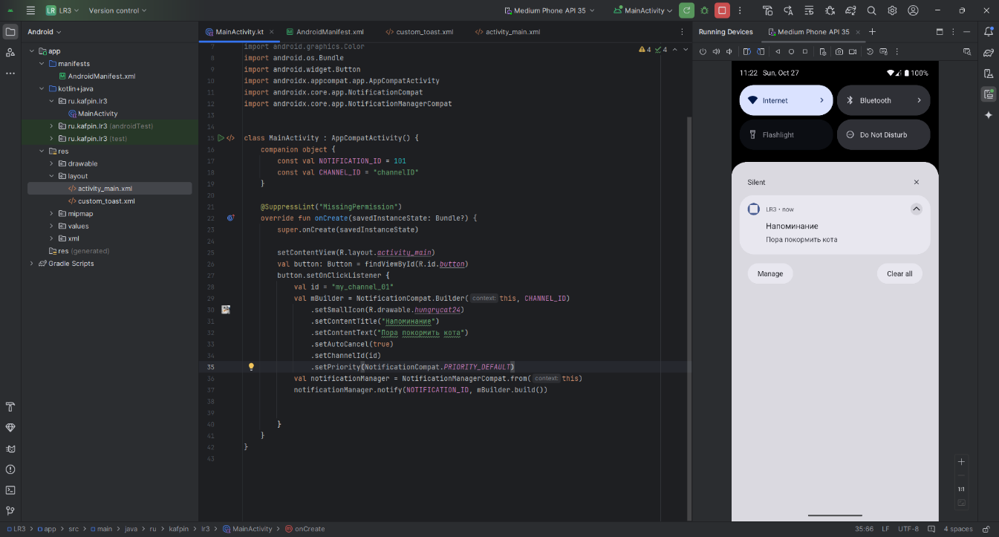 LR LR3 Version control Medium Phone API 35 MainActivity
Android MainActivity.kt AndroidManifest.xml custom_toast.xml activity_main.xml Running Devices Medium Phone API 35
app
manifests
AndroidManifest.xml
kotlin+java
ru.kafpin.lr3
MainActivity
ru.kafpin.lr3 (androidTest)
ru.kafpin.lr3 (test)
res
drawable
layout
activity_main.xml
custom_toast.xml
mipmap
values
xml
res (generated)
Gradle Scripts
4 4
7 import android.graphics.Color
8 import android.os.Bundle
9 import android.widget.Button
10 import androidx.appcompat.app.AppCompatActivity
11 import androidx.core.app.NotificationCompat
12 import androidx.core.app.NotificationManagerCompat
13
14
15 class MainActivity : AppCompatActivity() {
16 companion object {
17 const val NOTIFICATION_ID = 101
18 const val CHANNEL_ID = "channelID"
19 }
20
21 @SuppressLint("MissingPermission")
22 override fun onCreate(savedInstanceState: Bundle?) {
23 super.onCreate(savedInstanceState)
24
25 setContentView(R.layout.activity_main)
26 val button: Button = findViewById(R.id.button)
27 button.setOnClickListener {
28 val id = "my_channel_01"
29 val mBuilder = NotificationCompat.Builder( context: this, CHANNEL_ID)
30 .setSmallIcon(R.drawable.hungrycat24)
31 .setContentTitle("Напоминание")
32 .setContentText("Пора покормить кота")
33 .setAutoCancel(true)
34 .setChannelId(id)
35 .setPriority(NotificationCompat.PRIORITY_DEFAULT)
36 val notificationManager = NotificationManagerCompat.from( context: this)
37 notificationManager.notify(NOTIFICATION_ID, mBuilder.build())
38
39
40 }
41 }
42 }
43
11:22 Sun, Oct 27 100%
Internet Bluetooth
Flashlight Do Not Disturb
Silent
LR3 • now
Напоминание
Пора покормить кота
Manage Clear all
1:1
LR3 > app > src > main > java > ru > kafpin > lr3 > MainActivity > onCreate 35:66 LF UTF-8 4 spaces